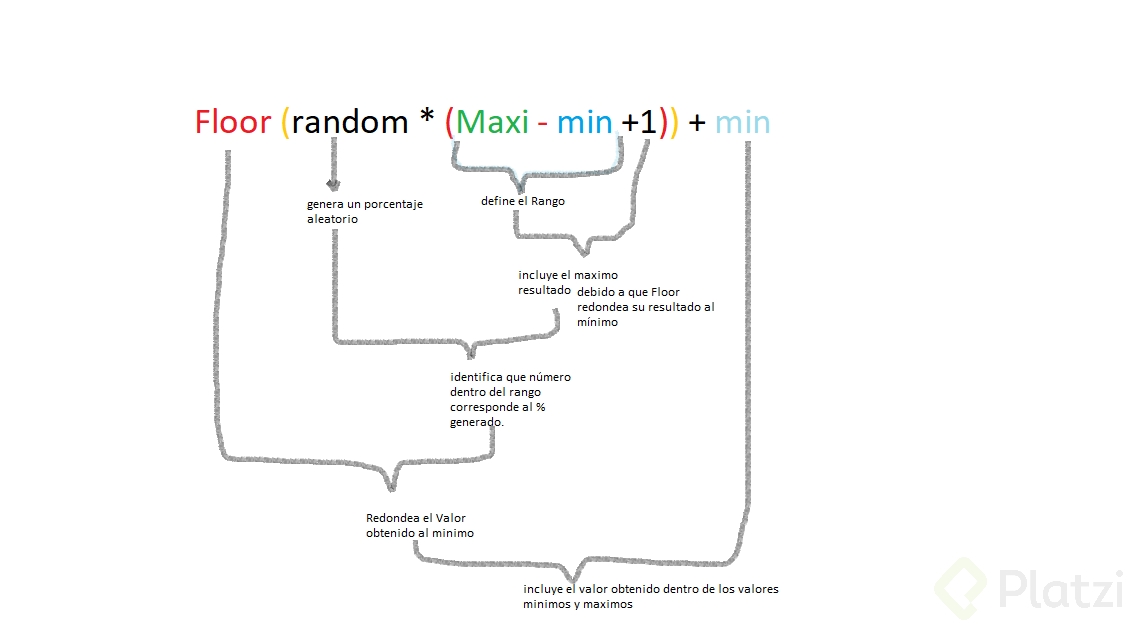 Floor (random * (Maxi - min +1)) + min
genera un porcentaje
aleatorio
define el Rango
incluye el maximo
resultado
debido a que Floor
redondea su resultado al
mínimo
identifica que número
dentro del rango
corresponde al %
generado.
Redondea el Valor
obtenido al minimo
incluye el valor obtenido dentro de los valores
minimos y maximos
Platzi